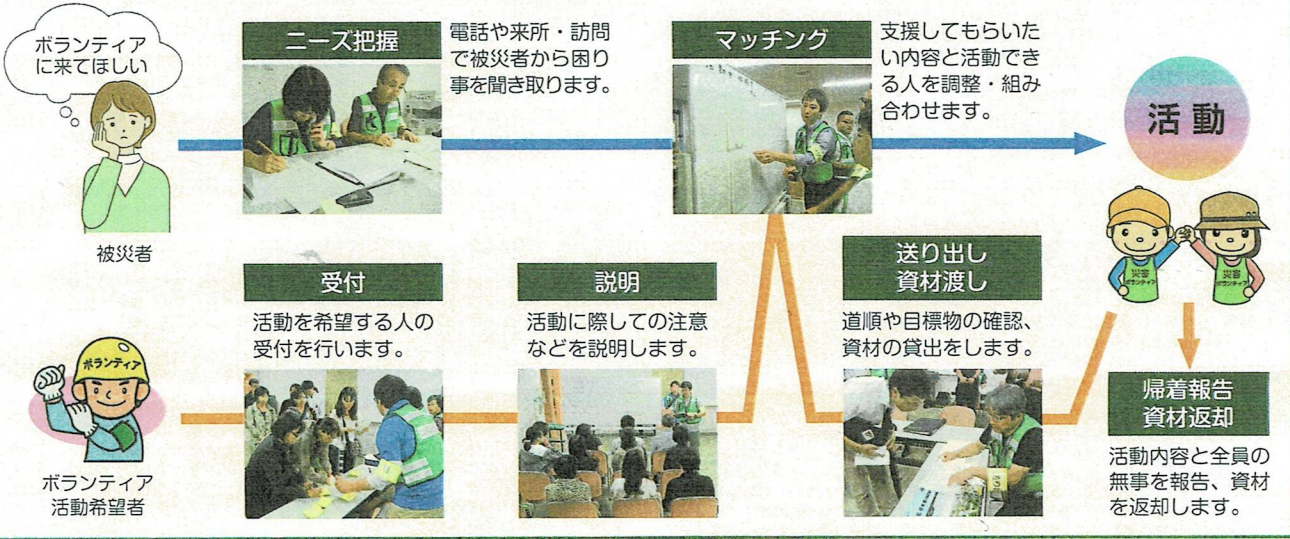 ボランティア
に来てほしい
被災者
ニーズ把握
電話や来所・訪問
で被災者から困り
事を聞き取ります。
マッチング
支援してもらいた
い内容と活動でき
る人を調整・組み
合わせます。
活動
災害
ボランティア
災害
ボランティア
ボランティア
ボランティア
活動希望者
受付
活動を希望する人の
受付を行います。
説明
活動に際しての注意
などを説明します。
送り出し
資材渡し
道順や目標物の確認、
資材の貸出をします。
帰着報告
資材返却
活動内容と全員の
無事を報告、資材
を返却します。